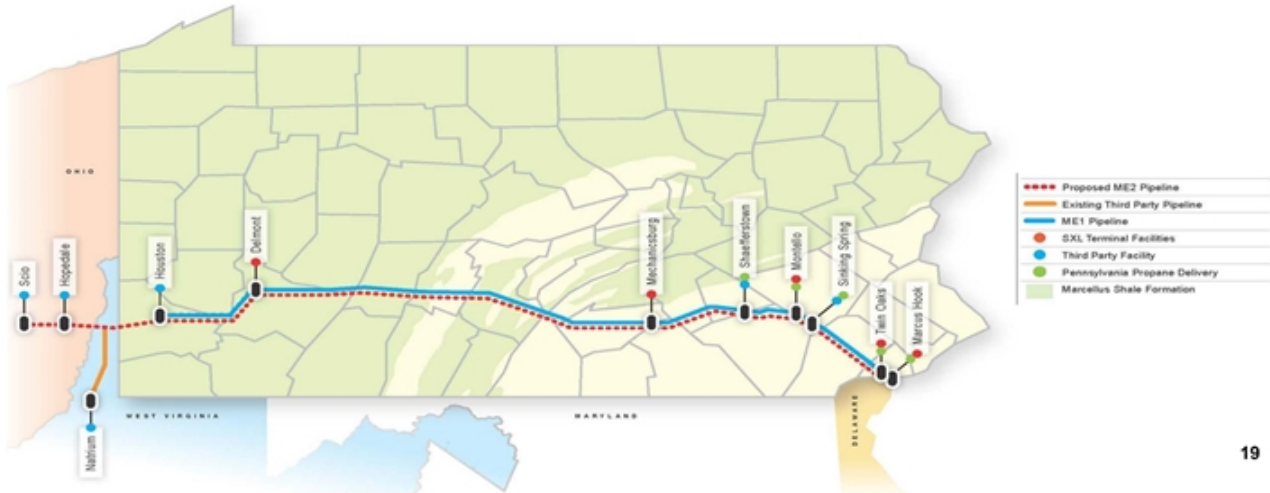 OHIO
Scio
Hopedale
Houston
Delmont
Mechanicsburg
Shaefferstown
Montello
Sinking Spring
Twin Oaks
Marcus Hook
Natrium
WEST VIRGINIA
MARYLAND
DELAWARE
Proposed ME2 Pipeline
Existing Third Party Pipeline
ME1 Pipeline
SXL Terminal Facilities
Third Party Facility
Pennsylvania Propane Delivery
Marcellus Shale Formation
19